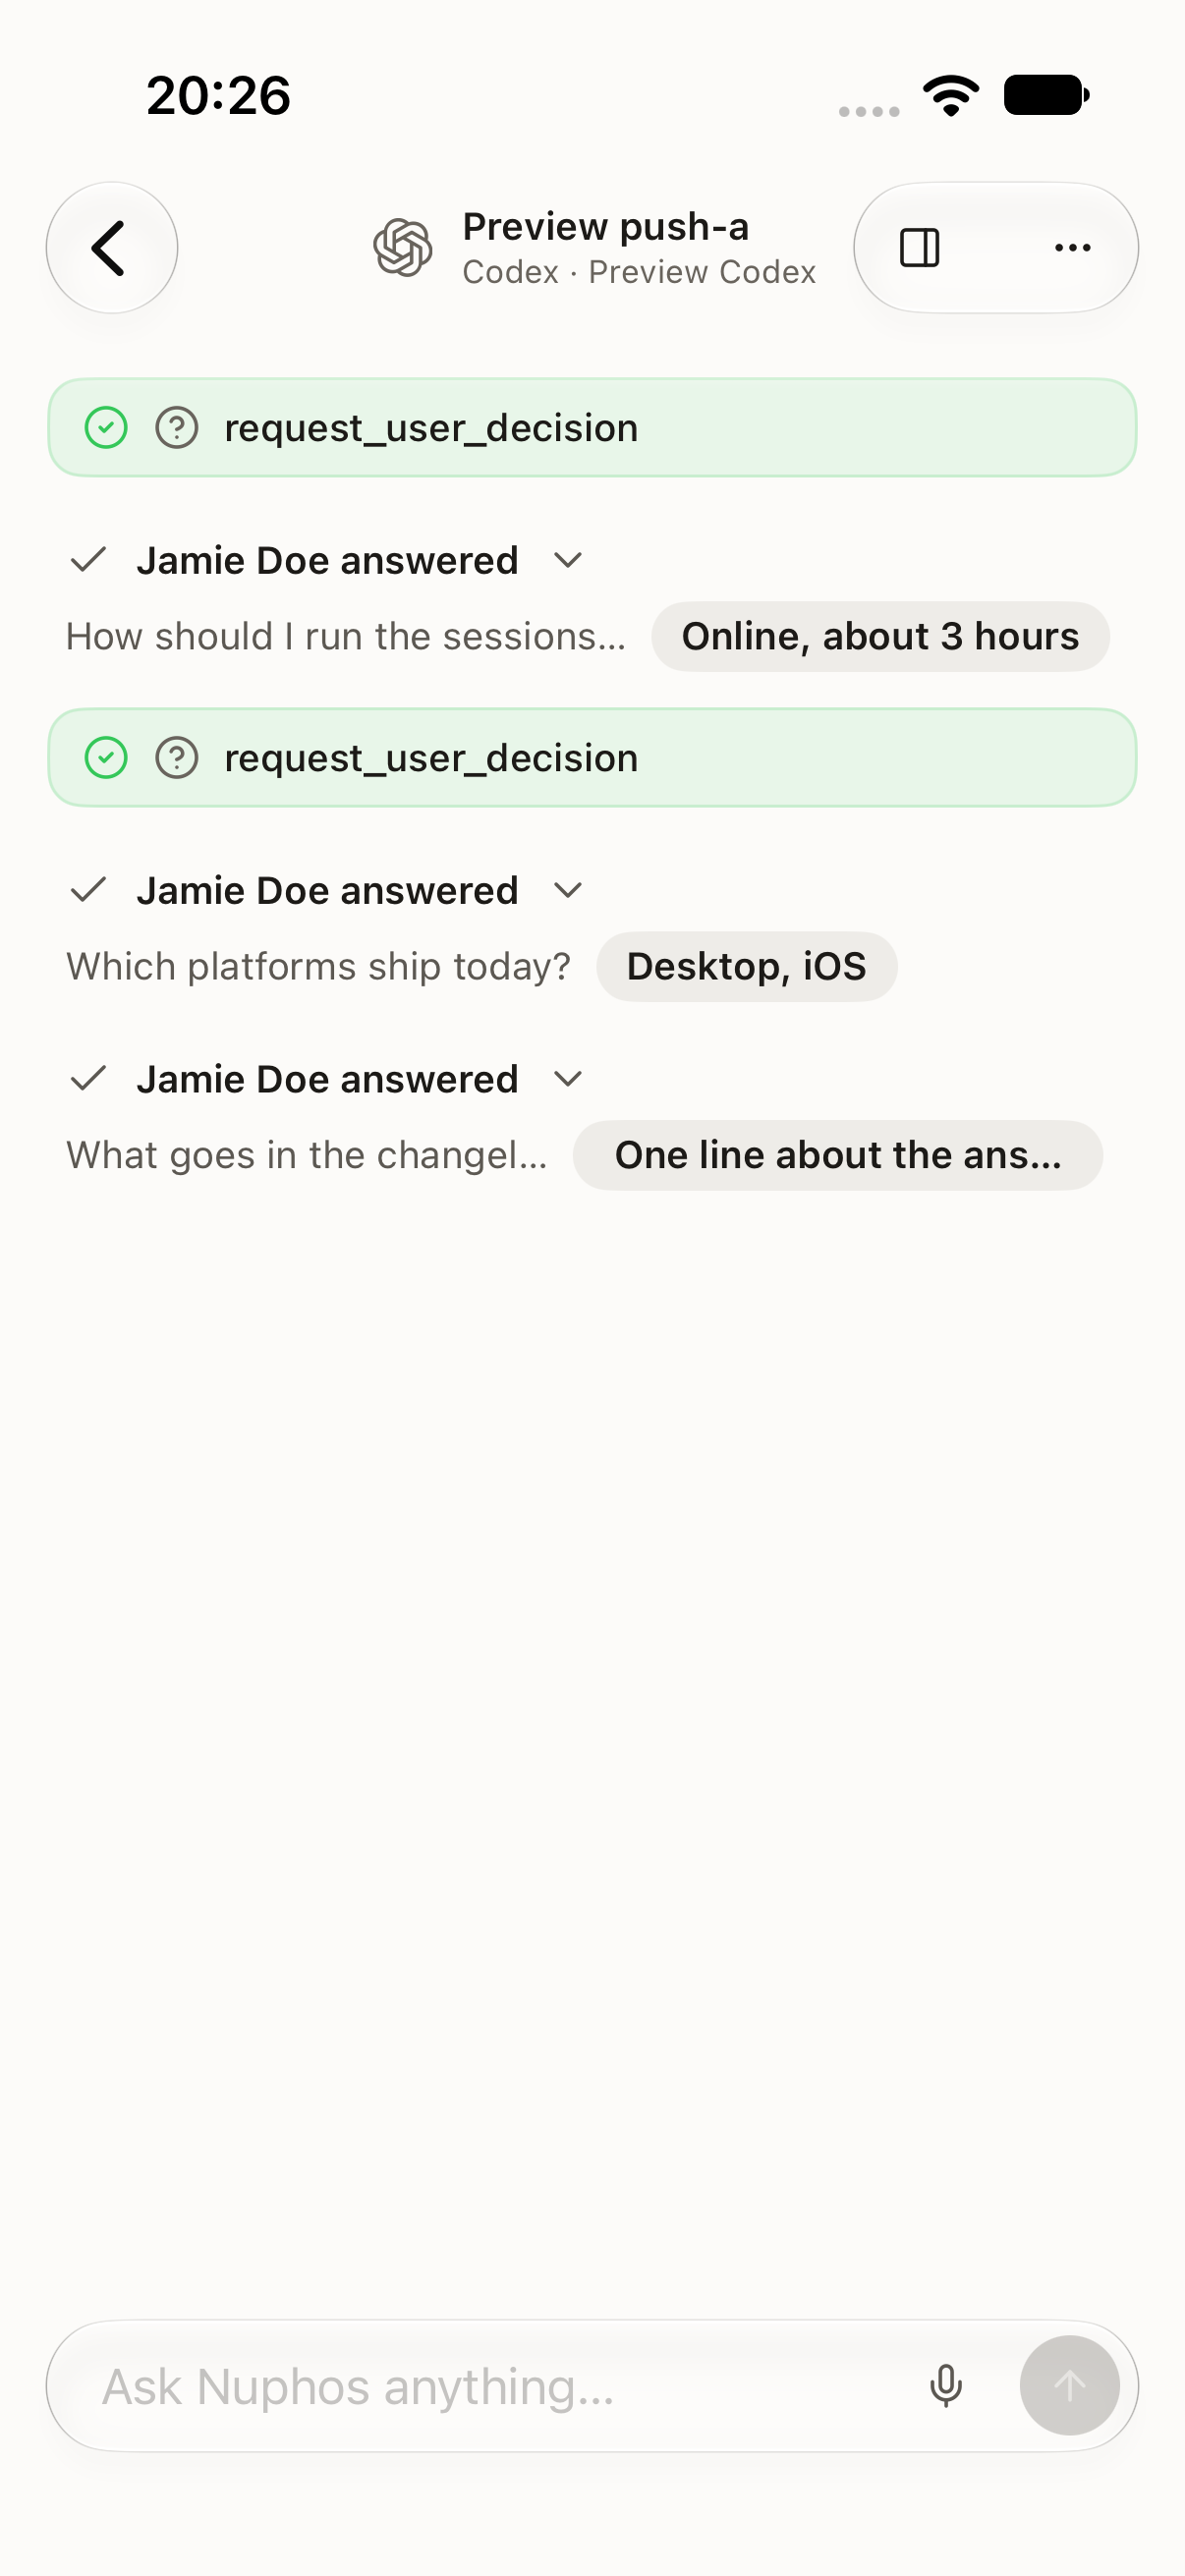 20:26
Preview push-a
Codex · Preview Codex
request_user_decision
Jamie Doe answered
How should I run the sessions... Online, about 3 hours
request_user_decision
Jamie Doe answered
Which platforms ship today? Desktop, iOS
Jamie Doe answered
What goes in the changel... One line about the ans...
Ask Nuphos anything...